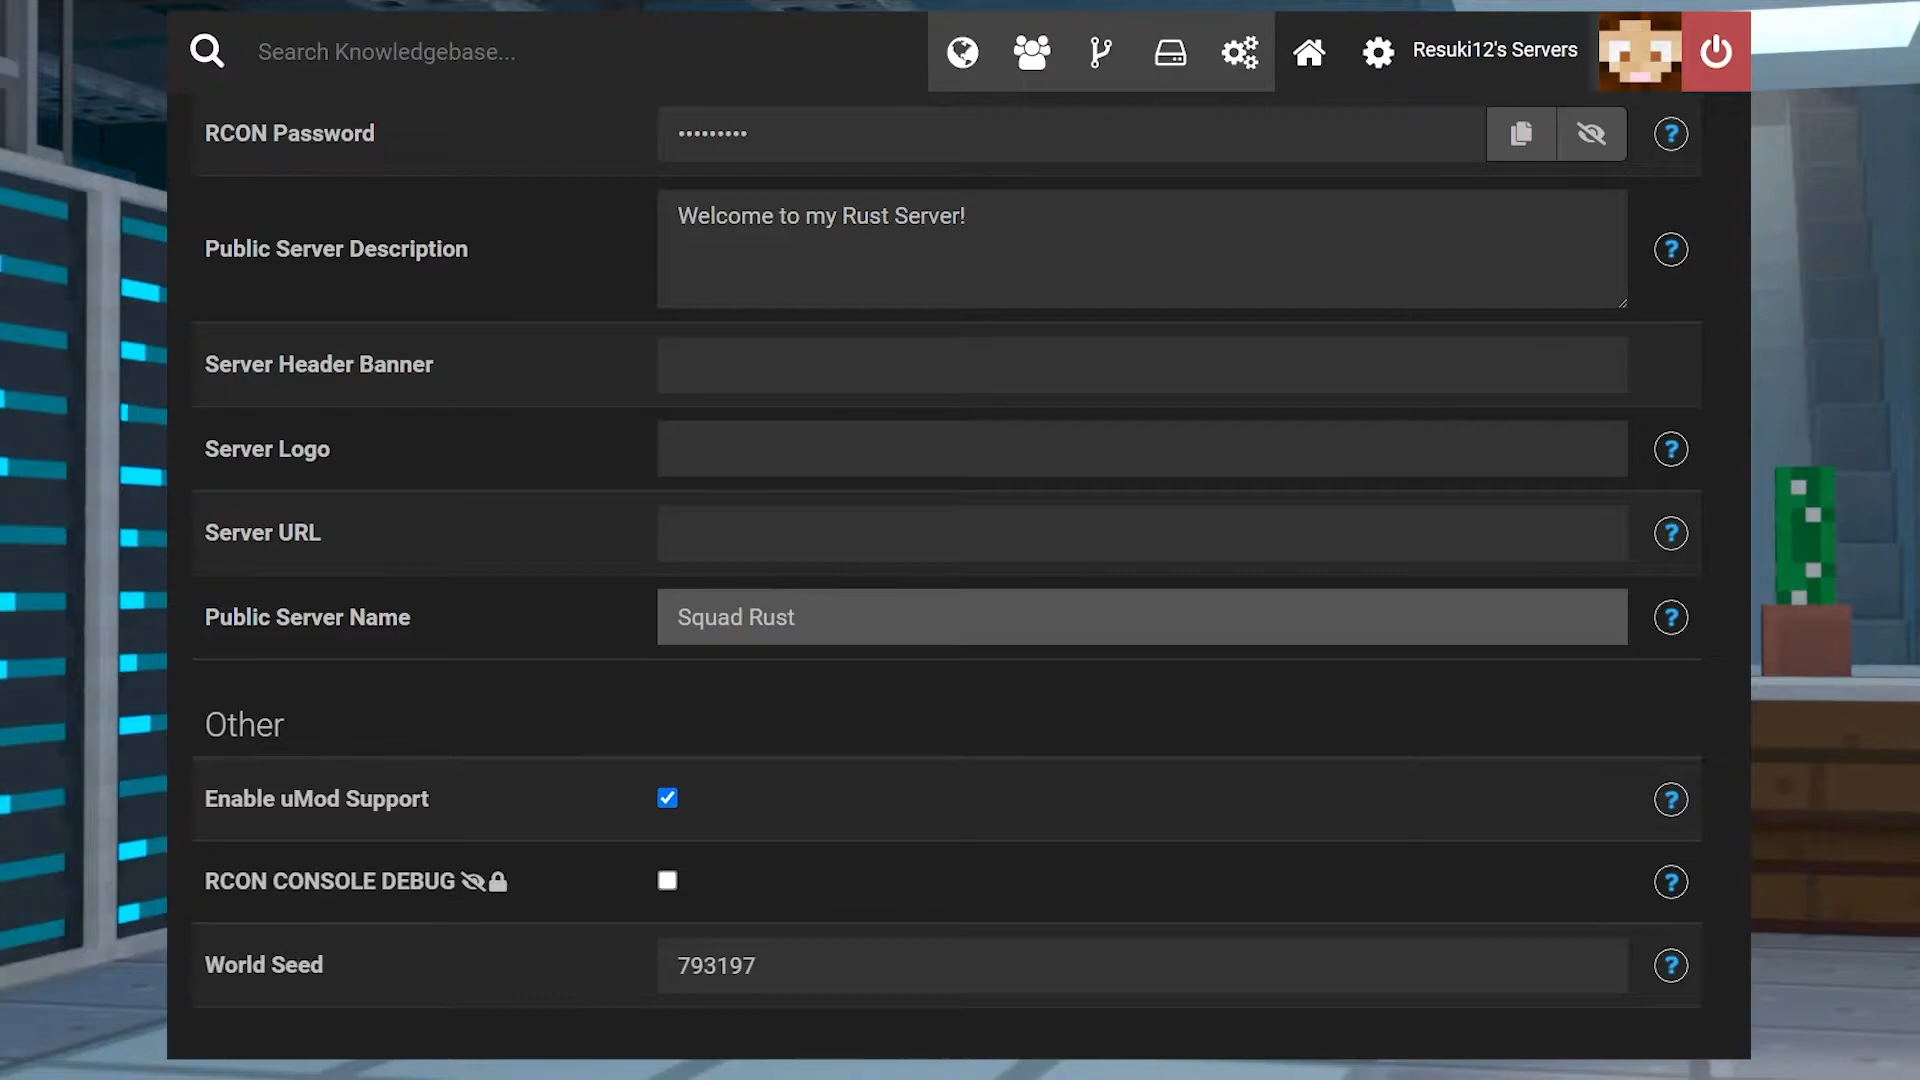 Search Knowledgebase...
Resuki12's Servers
RCON Password
•••••••••
Public Server Description
Welcome to my Rust Server!
Server Header Banner
Server Logo
Server URL
Public Server Name
Squad Rust
Other
Enable uMod Support
RCON CONSOLE DEBUG
World Seed
793197